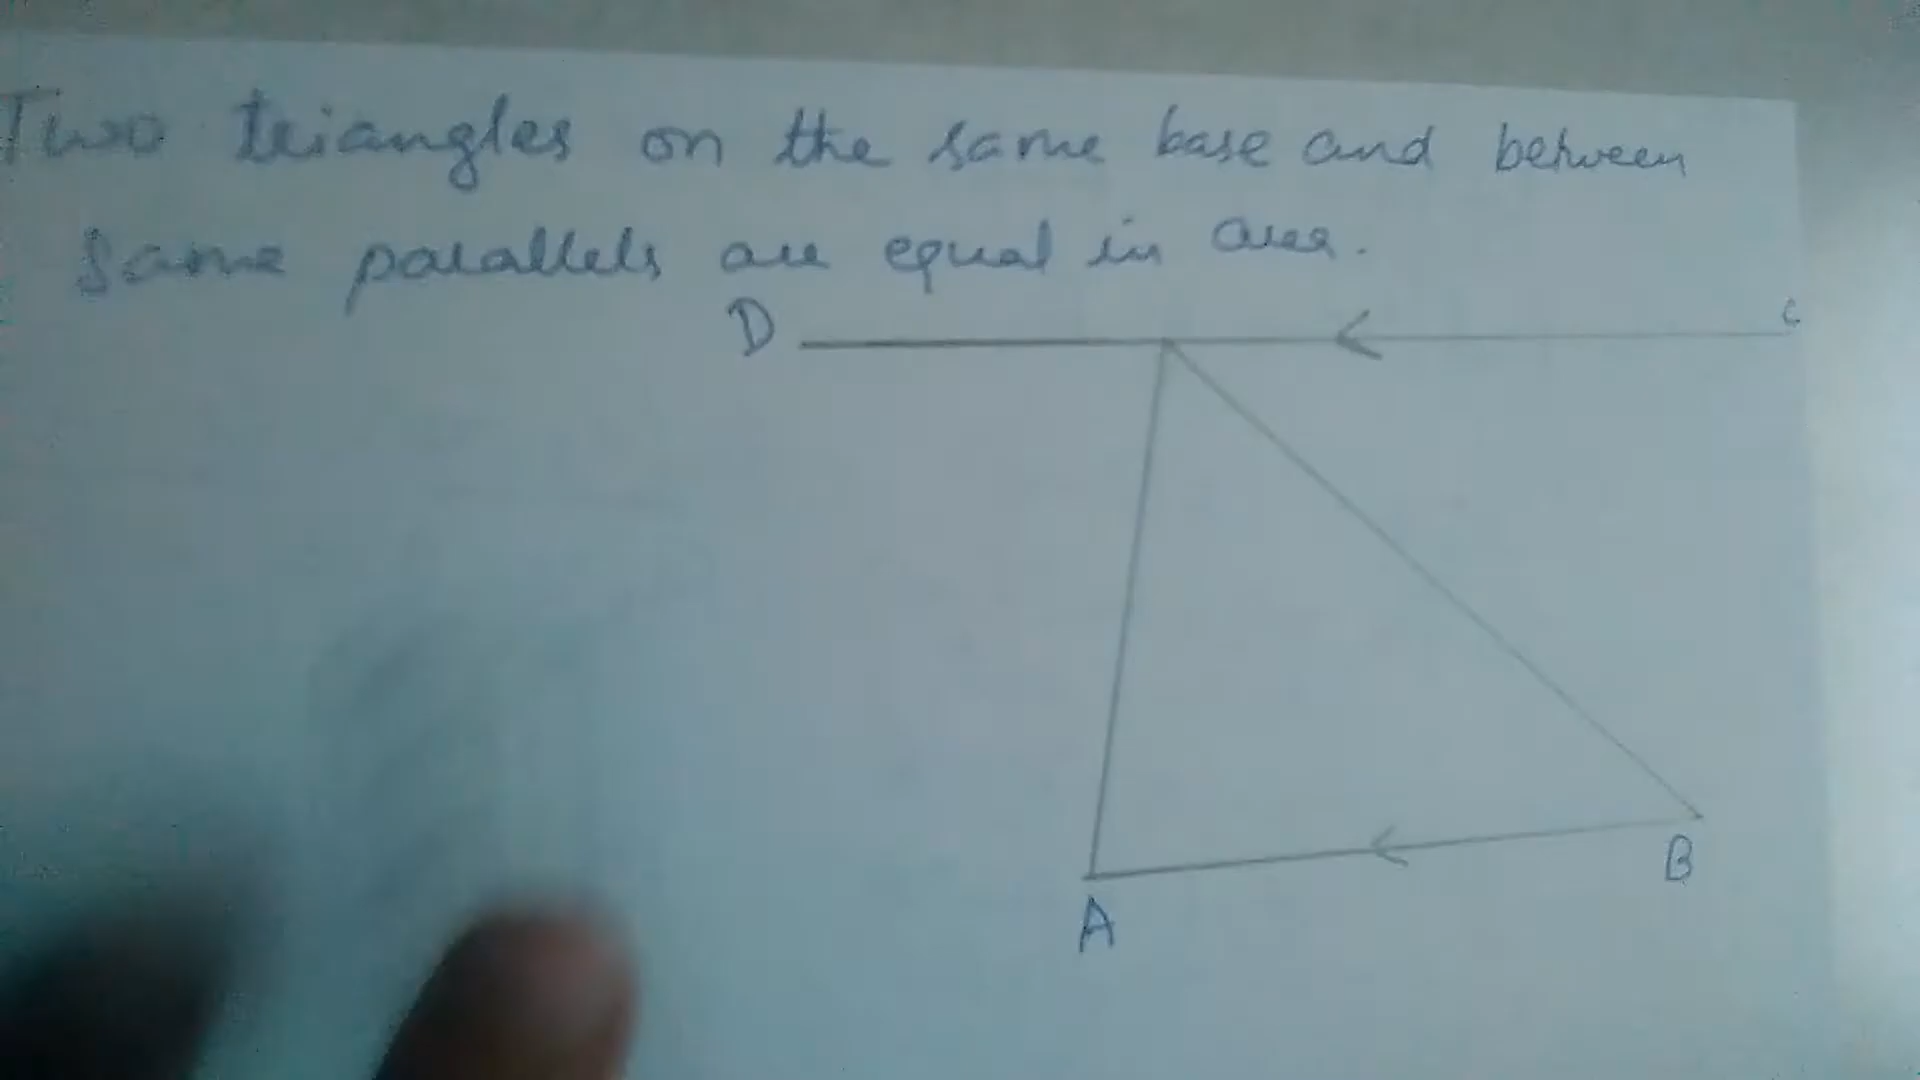 Two triangles on the same base and between
same parallels are equal in area.
D
C
B
A